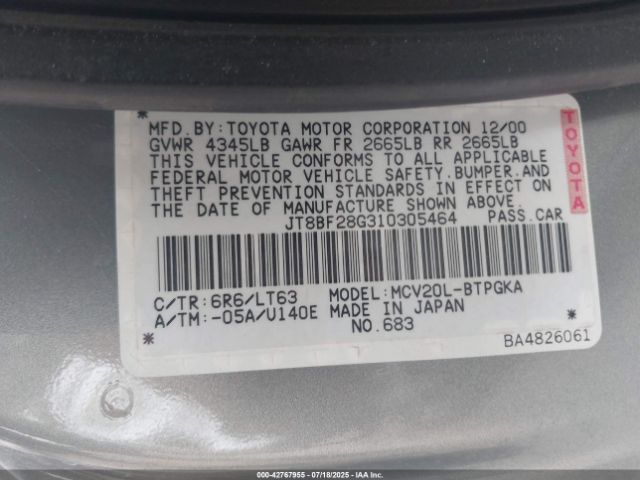 MFD.BY:TOYOTA MOTOR CORPORATION 12/00
GVWR 4345LB GAWR FR 2665LB RR 2665LB
THIS VEHICLE CONFORMS TO ALL APPLICABLE
FEDERAL MOTOR VEHICLE SAFETY.BUMPER.AND
THEFT PREVENTION STANDARDS IN EFFECT ON
THE DATE OF MANUFACTURE SHOWN ABOVE.
JT8BF28G310305464 PASS.CAR
TOYOTA
C/TR:6R6/LT63 MODEL:MCV20L-BTPGKA
A/TM:-05A/U140E MADE IN JAPAN
NO.683
BA4826061
000-42767955 | 07/18/2025 | IAA, Inc.